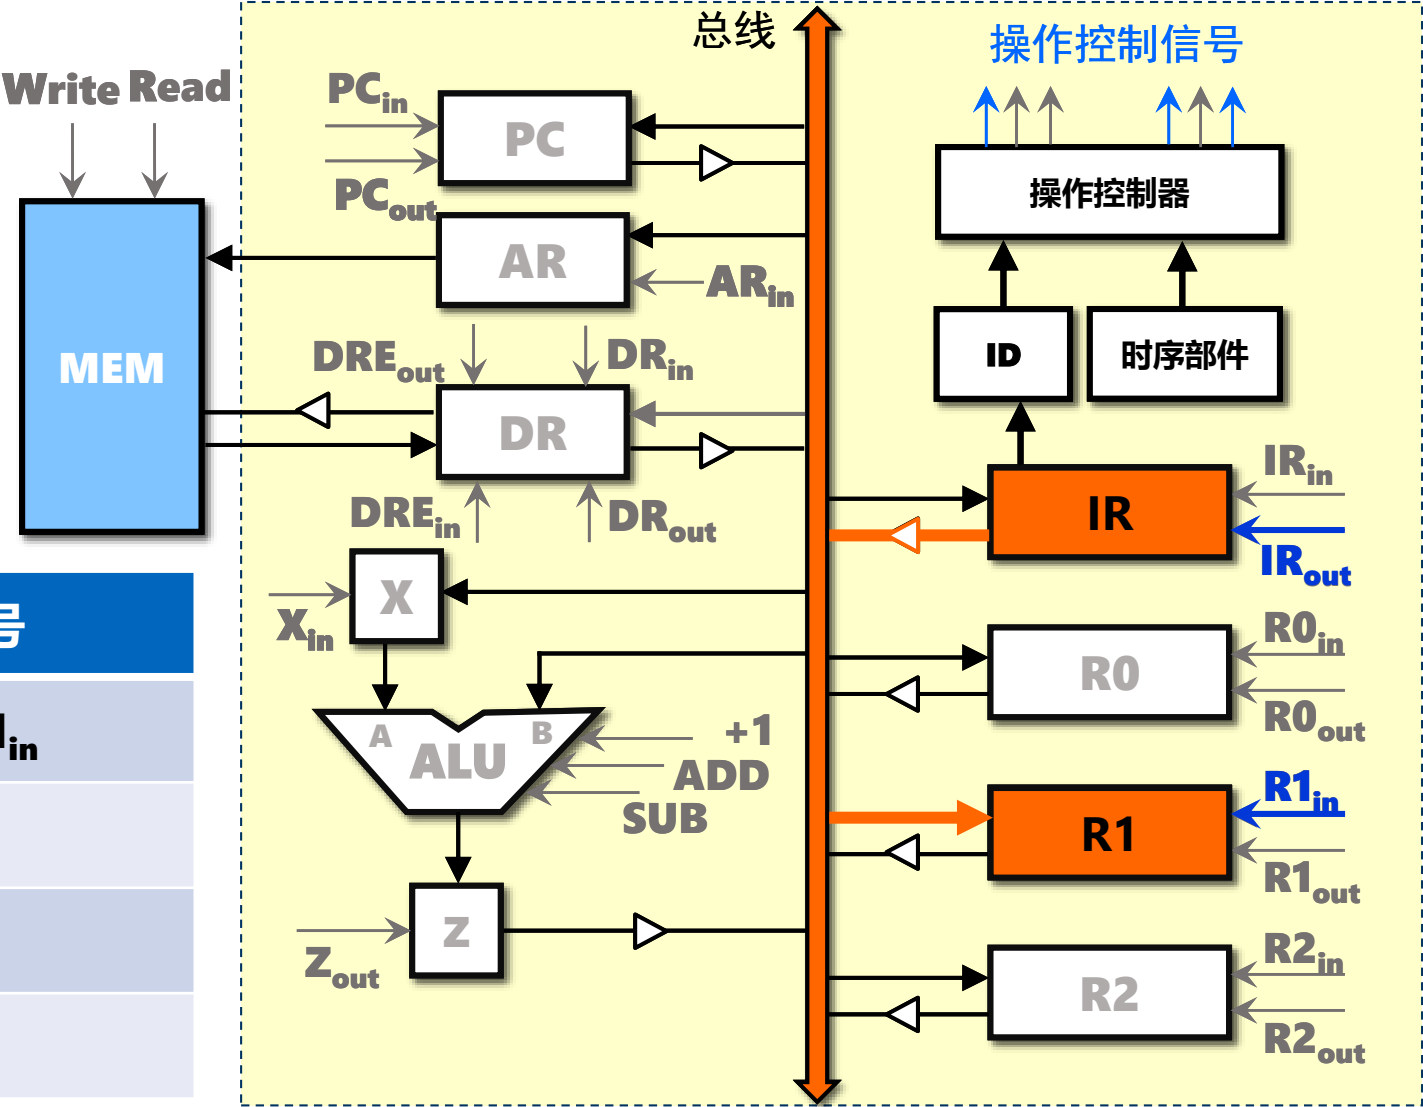 总线
操作控制信号
Write Read
PCin
PC
PCout
操作控制器
AR
ARin
MEM
DREout
DRin
ID
时序部件
DR
DREin
DRout
IRin
IR
IRout
X
Xin
号
R0in
R0
R0out
A
B
ALU
+1
ADD
SUB
in
R1in
R1
R1out
Z
Zout
R2in
R2
R2out